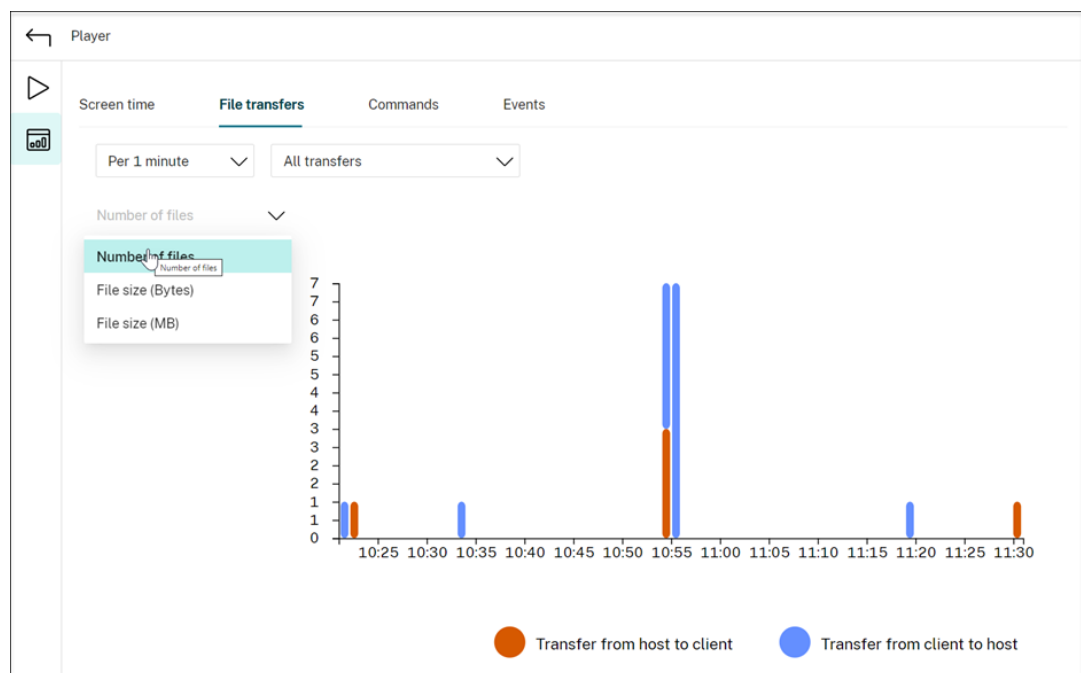 Player
Screen time File transfers Commands Events
Per 1 minute All transfers
Number of files
Number of files
Number of files
File size (Bytes)
File size (MB)
7
7
6
6
5
5
4
4
3
3
2
2
1
1
0
10:25 10:30 10:35 10:40 10:45 10:50 10:55 11:00 11:05 11:10 11:15 11:20 11:25 11:30
Transfer from host to client Transfer from client to host